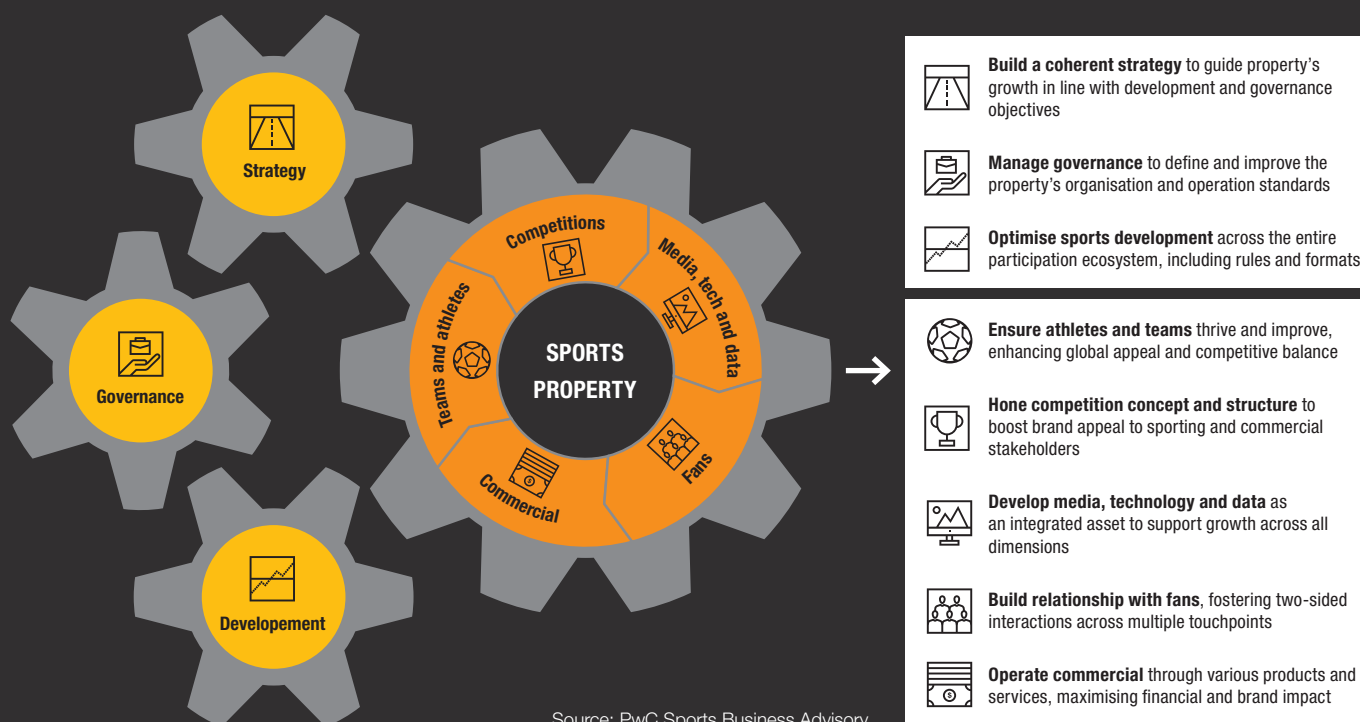 Strategy
Governance
Developement
Competitions
Media, tech and data
Fans
Commercial
Teams and athletes
SPORTS
PROPERTY
Build a coherent strategy to guide property's
growth in line with development and governance
objectives
Manage governance to define and improve the
property's organisation and operation standards
Optimise sports development across the entire
participation ecosystem, including rules and formats
Ensure athletes and teams thrive and improve,
enhancing global appeal and competitive balance
Hone competition concept and structure to
boost brand appeal to sporting and commercial
stakeholders
Develop media, technology and data as
an integrated asset to support growth across all
dimensions
Build relationship with fans, fostering two-sided
interactions across multiple touchpoints
Operate commercial through various products and
services, maximising financial and brand impact
Source: PwC Sports Business Advisory